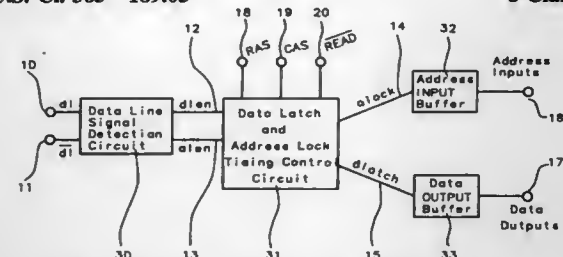 18
19
20
RAS
CAS
READ
12
14
32
10
dl
Data Line
Signal
Detection
Circuit
dlen
alen
dl
11
Data Latch
and
Address Lock
Timing Control
Circuit
alock
dlatch
Address
INPUT
Buffer
Address
Inputs
17
Data
OUTPUT
Buffer
Data
Outputs
30
13
31
15
33